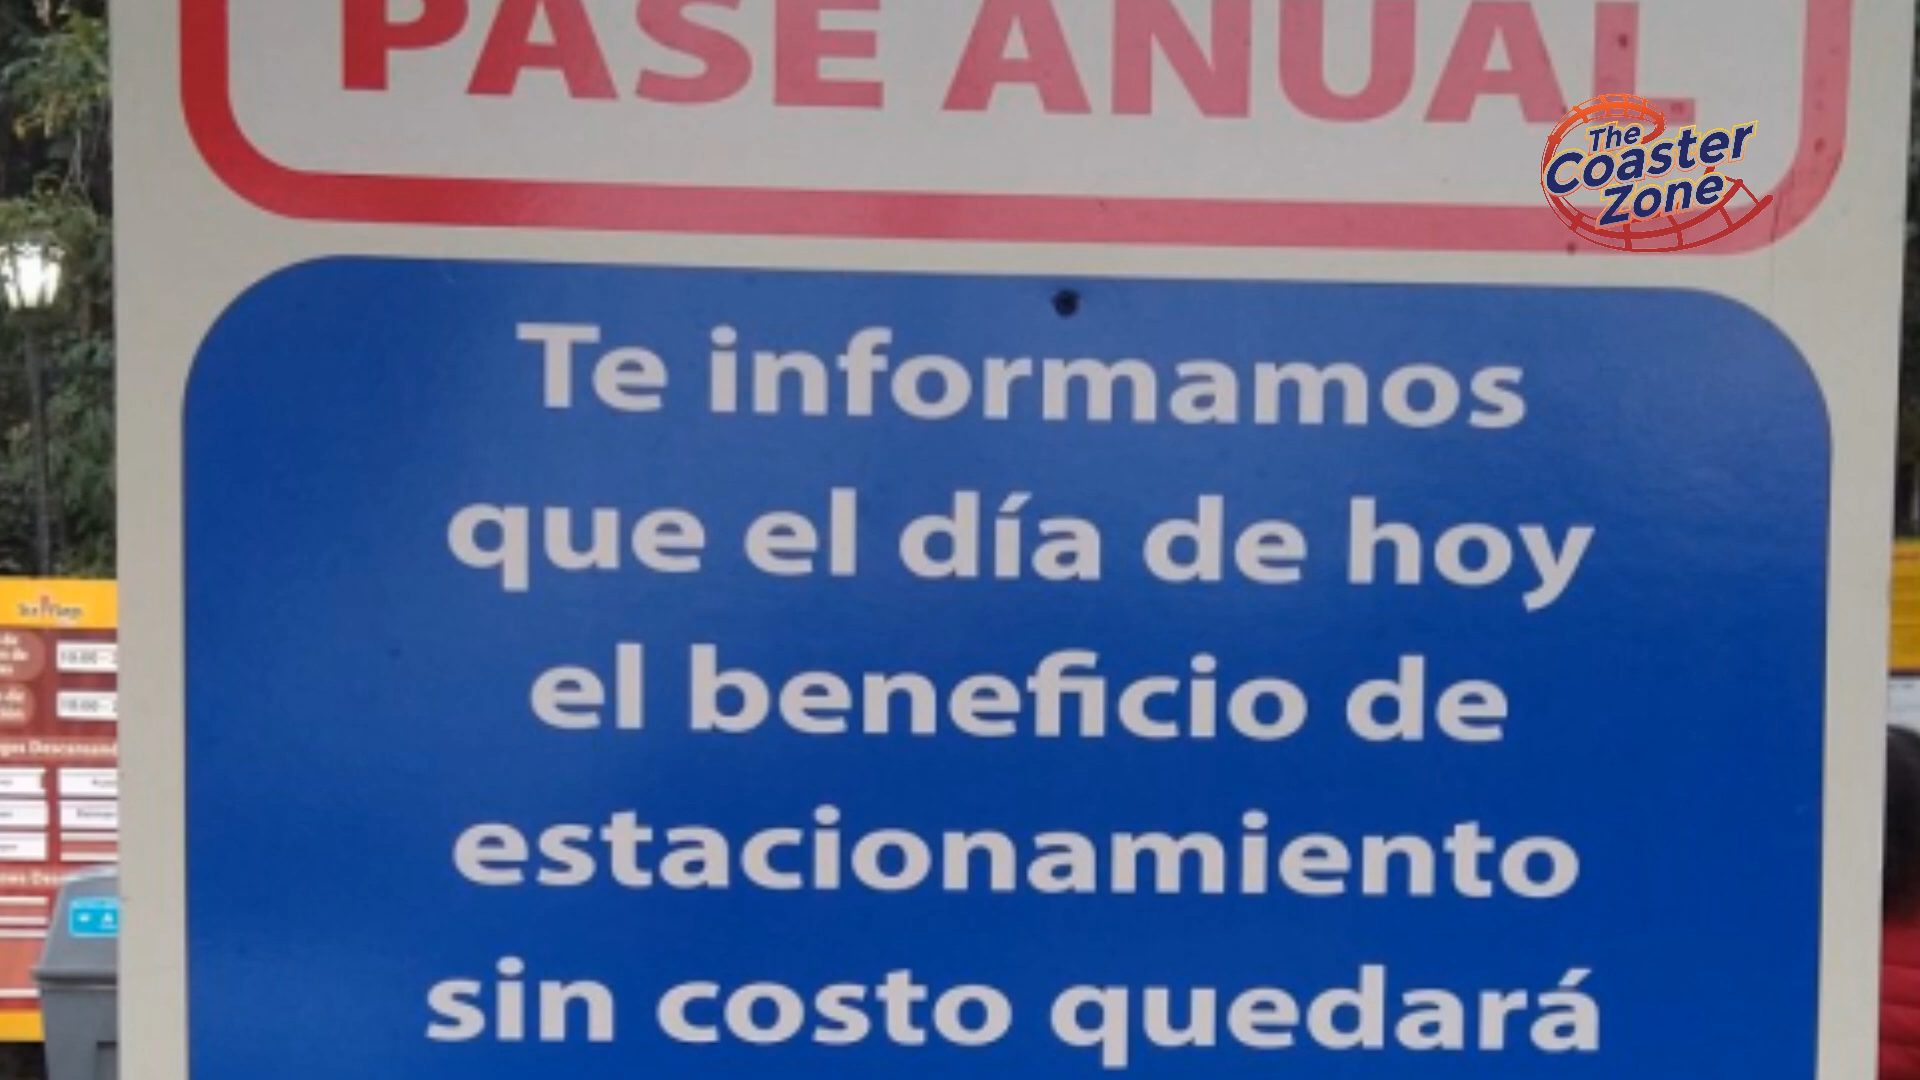 PASE ANUAL
The
Coaster
Zone
Te informamos
que el día de hoy
el beneficio de
estacionamiento
sin costo quedará